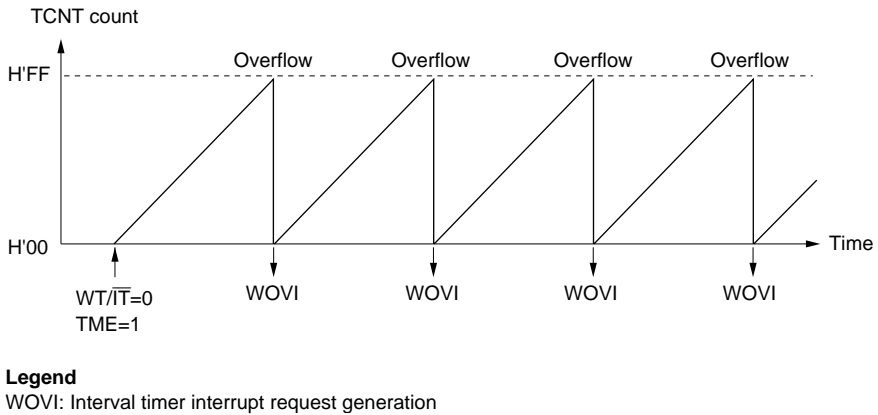 TCNT count
Overflow Overflow Overflow Overflow
H'FF
H'00
Time
WT/I̅T̅=0
TME=1
WOVI WOVI WOVI WOVI
Legend
WOVI: Interval timer interrupt request generation